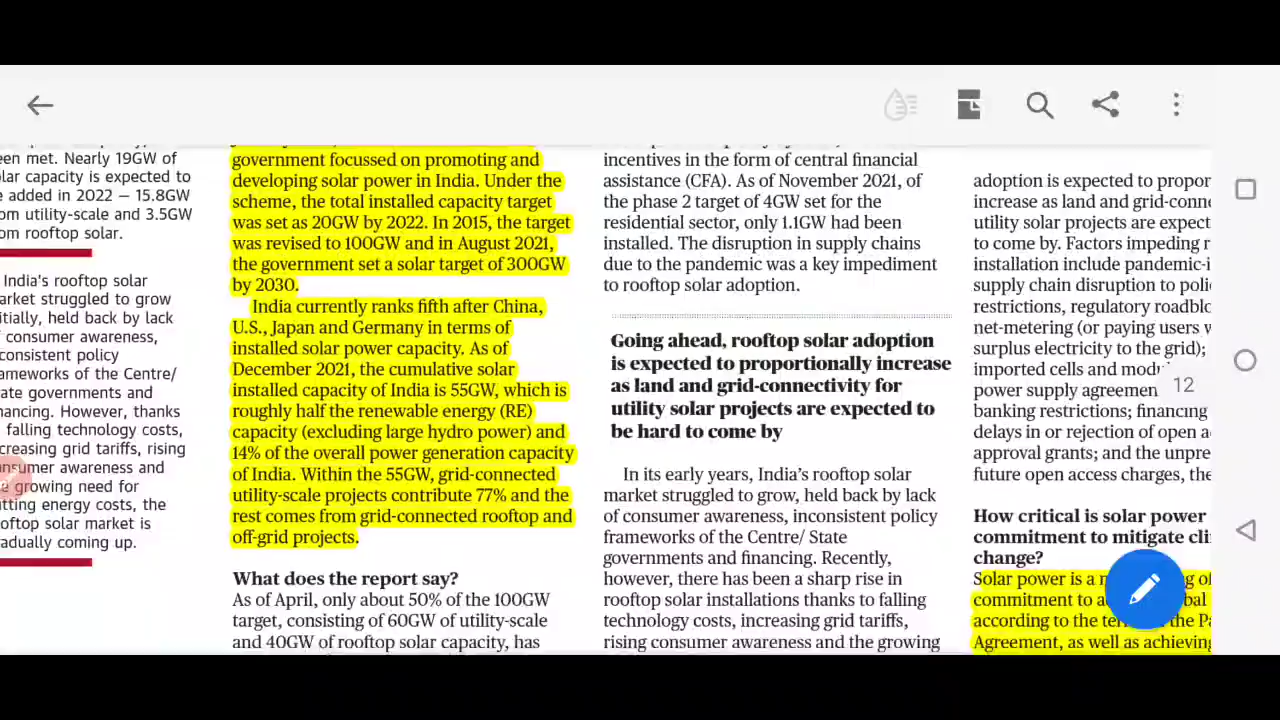 een met. Nearly 19GW of
lar capacity is expected to
e added in 2022 — 15.8GW
om utility-scale and 3.5GW
om rooftop solar.
India's rooftop solar
arket struggled to grow
itially, held back by lack
consumer awareness,
consistent policy
ameworks of the Centre/
ate governments and
nancing. However, thanks
falling technology costs,
creasing grid tariffs, rising
nsumer awareness and
e growing need for
tting energy costs, the
oftop solar market is
adually coming up.
government focussed on promoting and
developing solar power in India. Under the
scheme, the total installed capacity target
was set as 20GW by 2022. In 2015, the target
was revised to 100GW and in August 2021,
the government set a solar target of 300GW
by 2030.
India currently ranks fifth after China,
U.S., Japan and Germany in terms of
installed solar power capacity. As of
December 2021, the cumulative solar
installed capacity of India is 55GW, which is
roughly half the renewable energy (RE)
capacity (excluding large hydro power) and
14% of the overall power generation capacity
of India. Within the 55GW, grid-connected
utility-scale projects contribute 77% and the
rest comes from grid-connected rooftop and
off-grid projects.
What does the report say?
As of April, only about 50% of the 100GW
target, consisting of 60GW of utility-scale
and 40GW of rooftop solar capacity, has
incentives in the form of central financial
assistance (CFA). As of November 2021, of
the phase 2 target of 4GW set for the
residential sector, only 1.1GW had been
installed. The disruption in supply chains
due to the pandemic was a key impediment
to rooftop solar adoption.
Going ahead, rooftop solar adoption
is expected to proportionally increase
as land and grid-connectivity for
utility solar projects are expected to
be hard to come by
In its early years, India's rooftop solar
market struggled to grow, held back by lack
of consumer awareness, inconsistent policy
frameworks of the Centre/ State
governments and financing. Recently,
however, there has been a sharp rise in
rooftop solar installations thanks to falling
technology costs, increasing grid tariffs,
rising consumer awareness and the growing
adoption is expected to propor
increase as land and grid-conne
utility solar projects are expect
to come by. Factors impeding r
installation include pandemic-i
supply chain disruption to poli
restrictions, regulatory roadblo
net-metering (or paying users w
surplus electricity to the grid);
imported cells and modu
power supply agreemen
banking restrictions; financing
delays in or rejection of open a
approval grants; and the unpre
future open access charges, the
How critical is solar power
commitment to mitigate cli
change?
Solar power is a m g of
commitment to a bal
according to the te the Pa
Agreement, as well as achieving
12